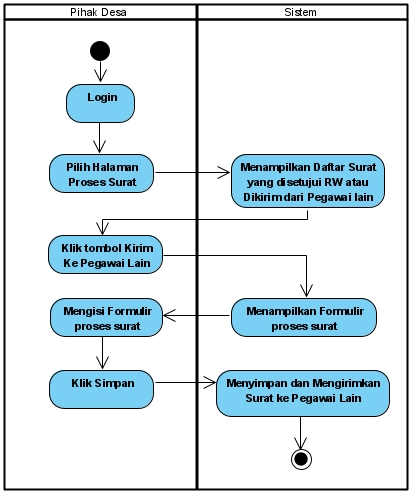 Pihak Desa
Sistem
Login
Pilih Halaman
Proses Surat
Menampilkan Daftar Surat
yang disetujui RW atau
Dikirim dari Pegawai lain
Klik tombol Kirim
Ke Pegawai Lain
Menampilkan Formulir
proses surat
Mengisi Formulir
proses surat
Klik Simpan
Menyimpan dan Mengirimkan
Surat ke Pegawai Lain